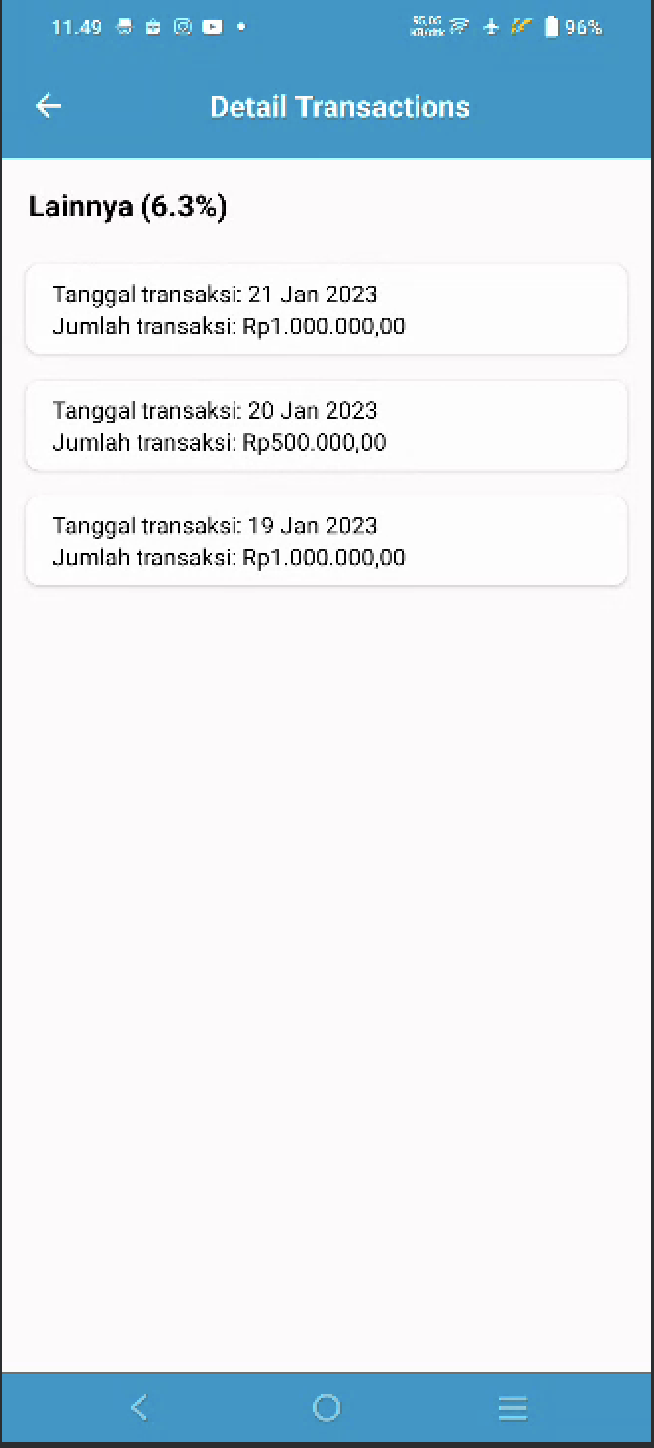 11.49
96%
Detail Transactions
Lainnya (6.3%)
Tanggal transaksi: 21 Jan 2023
Jumlah transaksi: Rp1.000.000,00
Tanggal transaksi: 20 Jan 2023
Jumlah transaksi: Rp500.000,00
Tanggal transaksi: 19 Jan 2023
Jumlah transaksi: Rp1.000.000,00